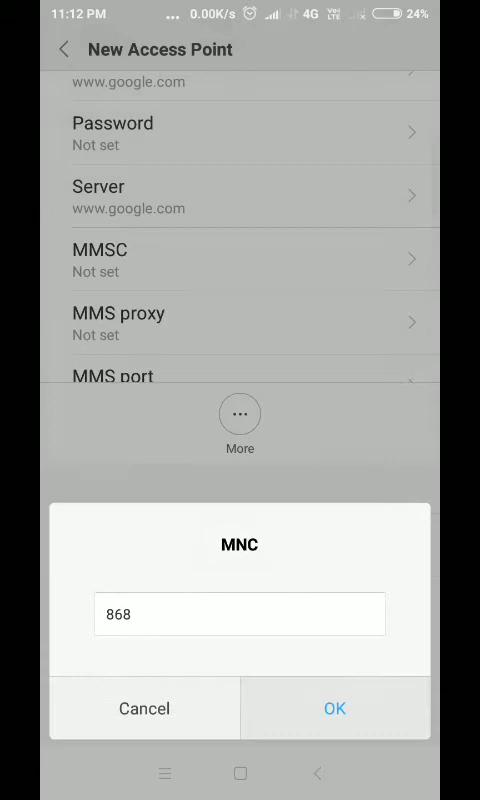 11:12 PM ... 0.00K/s 4G VoLTE 24%
New Access Point
www.google.com
Password
Not set
Server
www.google.com
MMSC
Not set
MMS proxy
Not set
MMS port
More
MNC
868
Cancel OK